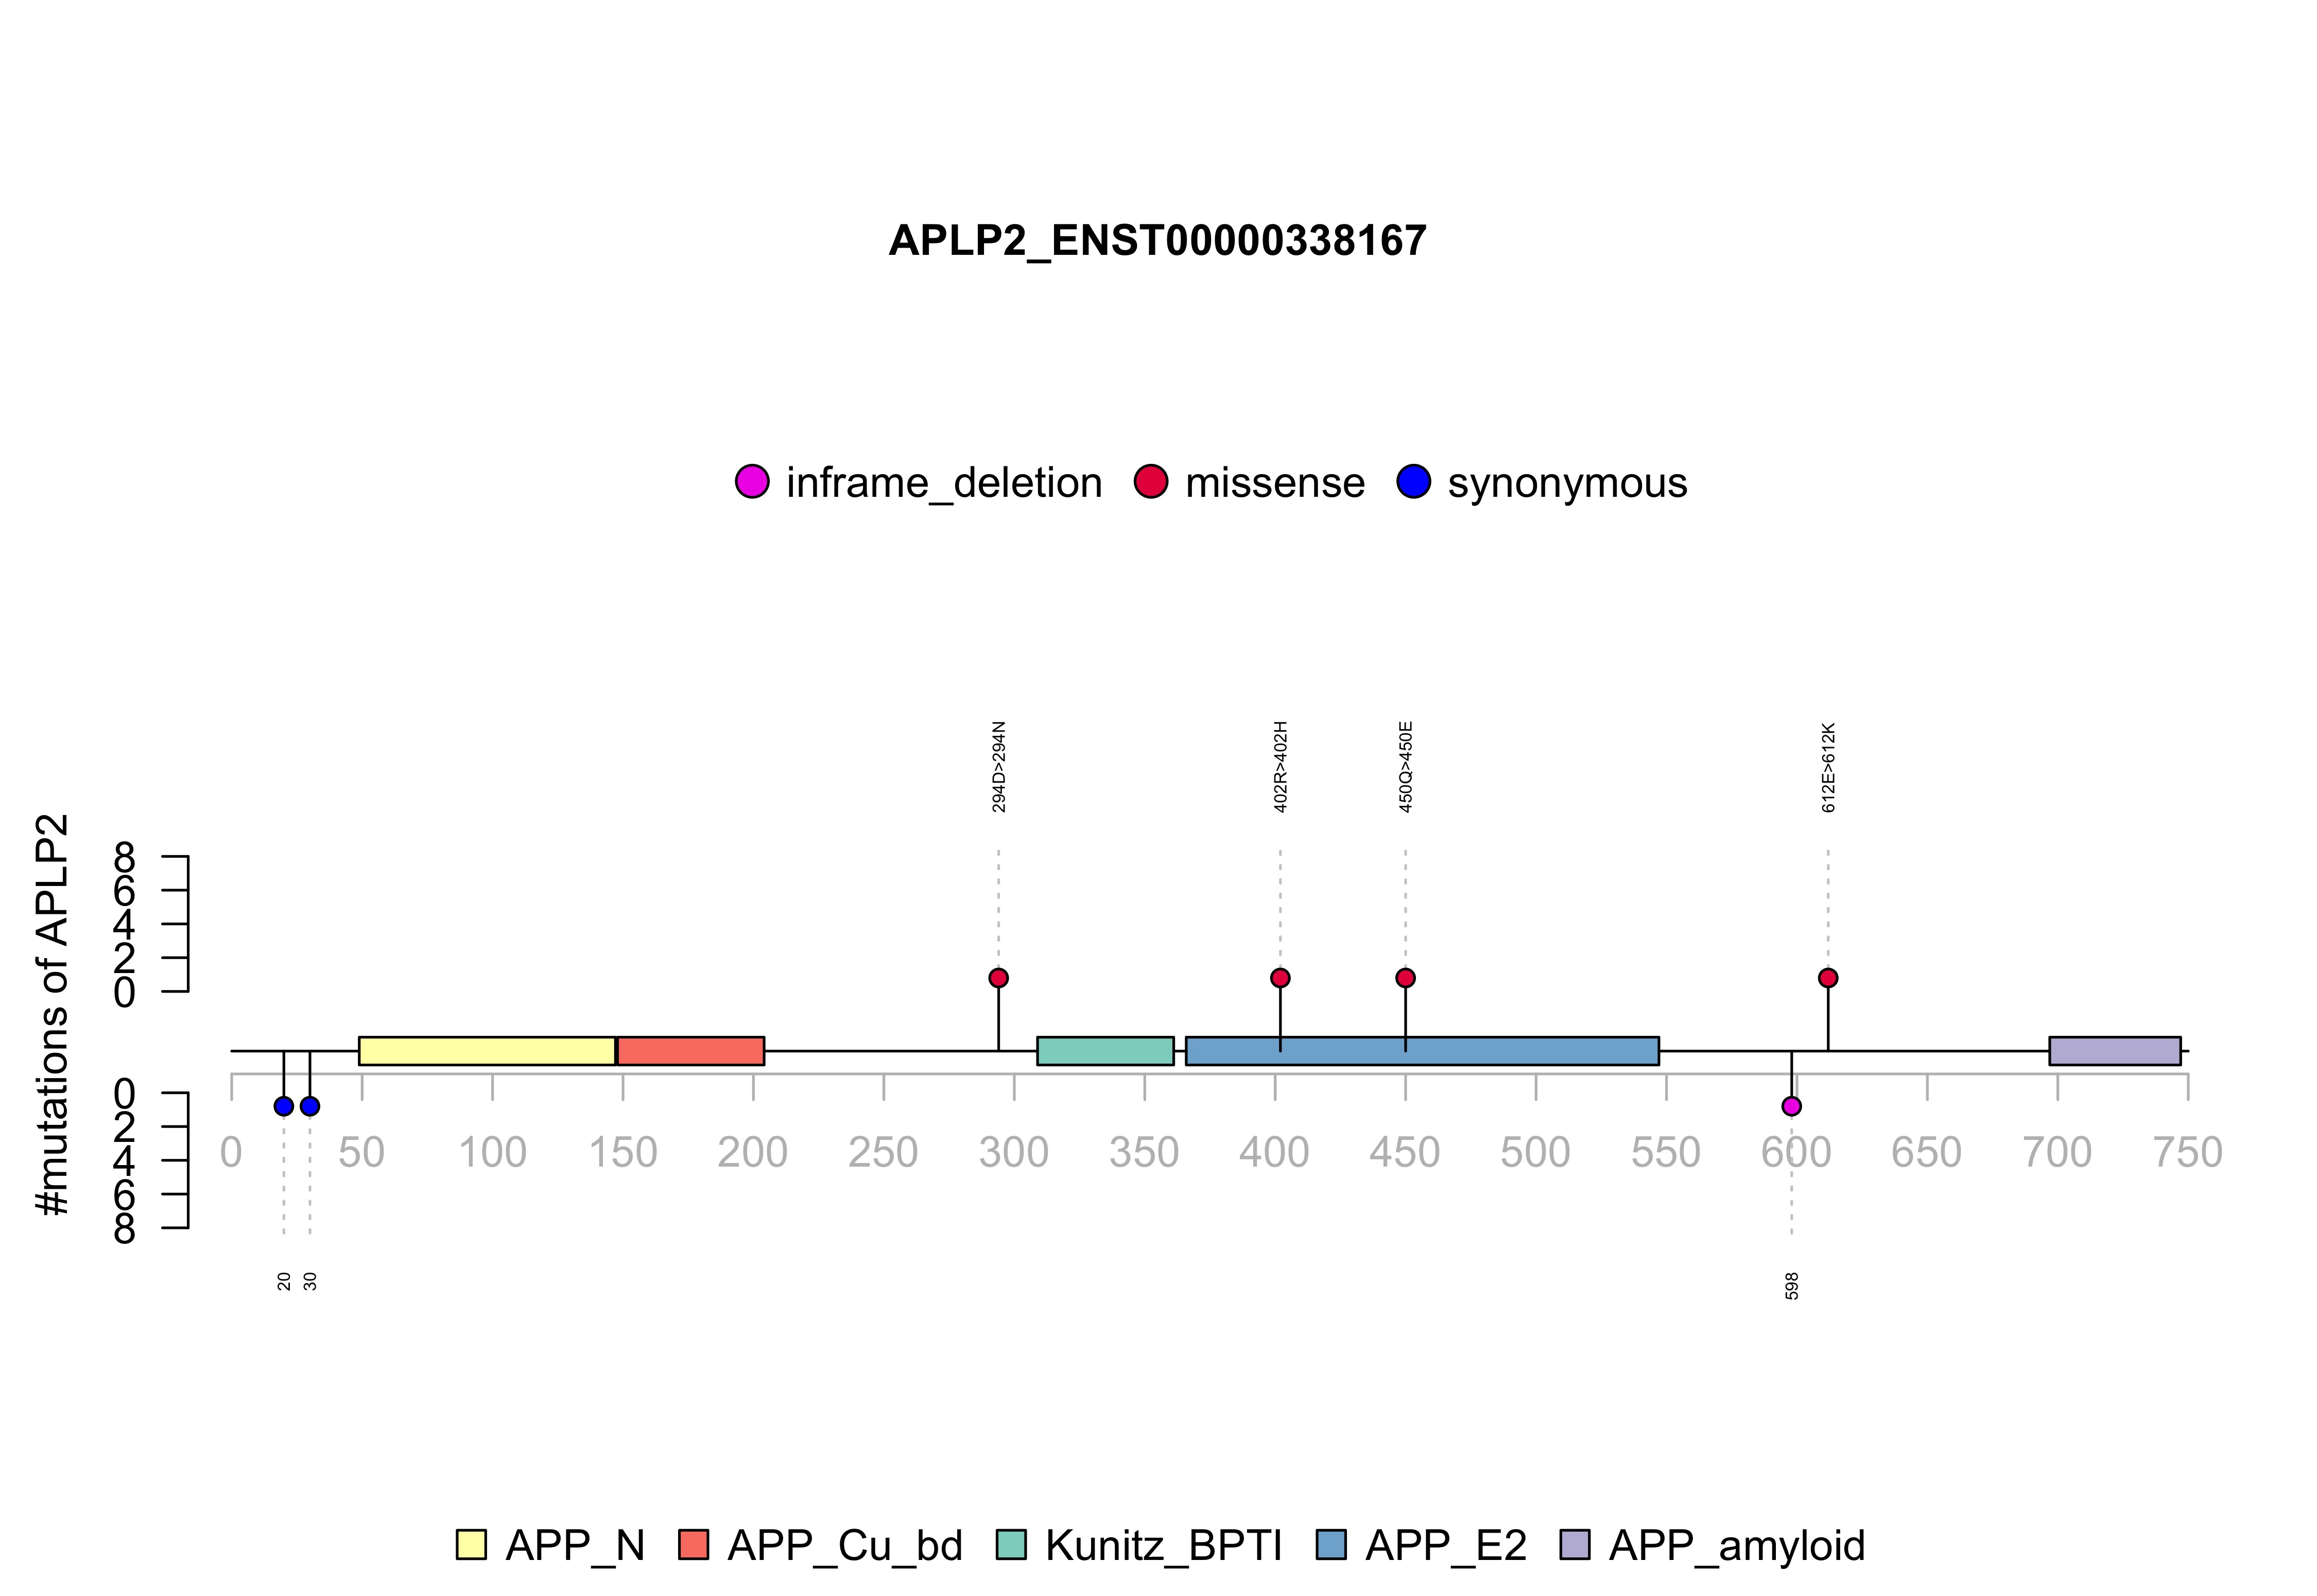 APLP2_ENST00000338167
inframe_deletion missense synonymous
294D>294N 402R>402H 450Q>450E 612E>612K
#mutations of APLP2
8
6
4
2
0
0
2
4
6
8
0 50 100 150 200 250 300 350 400 450 500 550 600 650 700 750
20 30 598
APP_N APP_Cu_bd Kunitz_BPTI APP_E2 APP_amyloid